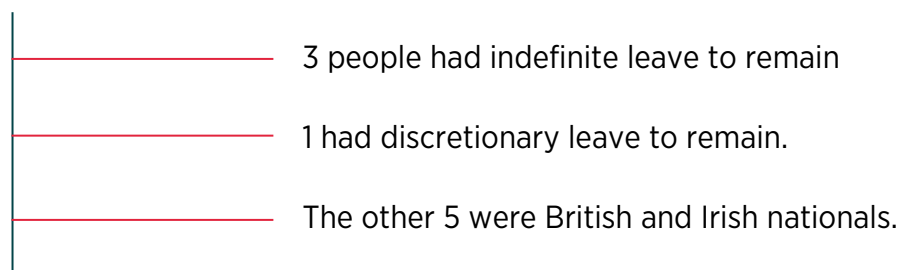 3 people had indefinite leave to remain
1 had discretionary leave to remain.
The other 5 were British and Irish nationals.